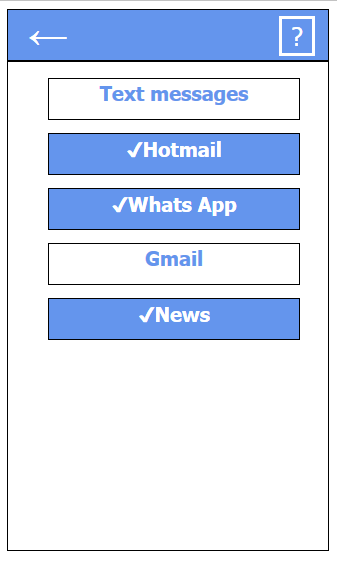 ←
?
Text messages
✔Hotmail
✔Whats App
Gmail
✔News